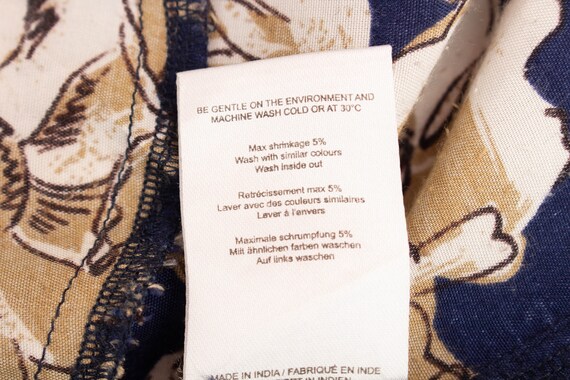 BE GENTLE ON THE ENVIRONMENT AND
MACHINE WASH COLD OR AT 30°C
Max shrinkage 5%
Wash with similar colours
Wash inside out
Retrécissement max 5%
Laver avec des couleurs similaires
Laver à l'envers
Maximale schrumpfung 5%
Mit ähnlichen farben waschen
Auf links waschen
MADE IN INDIA / FABRIQUÉ EN INDE
IN INDIEN